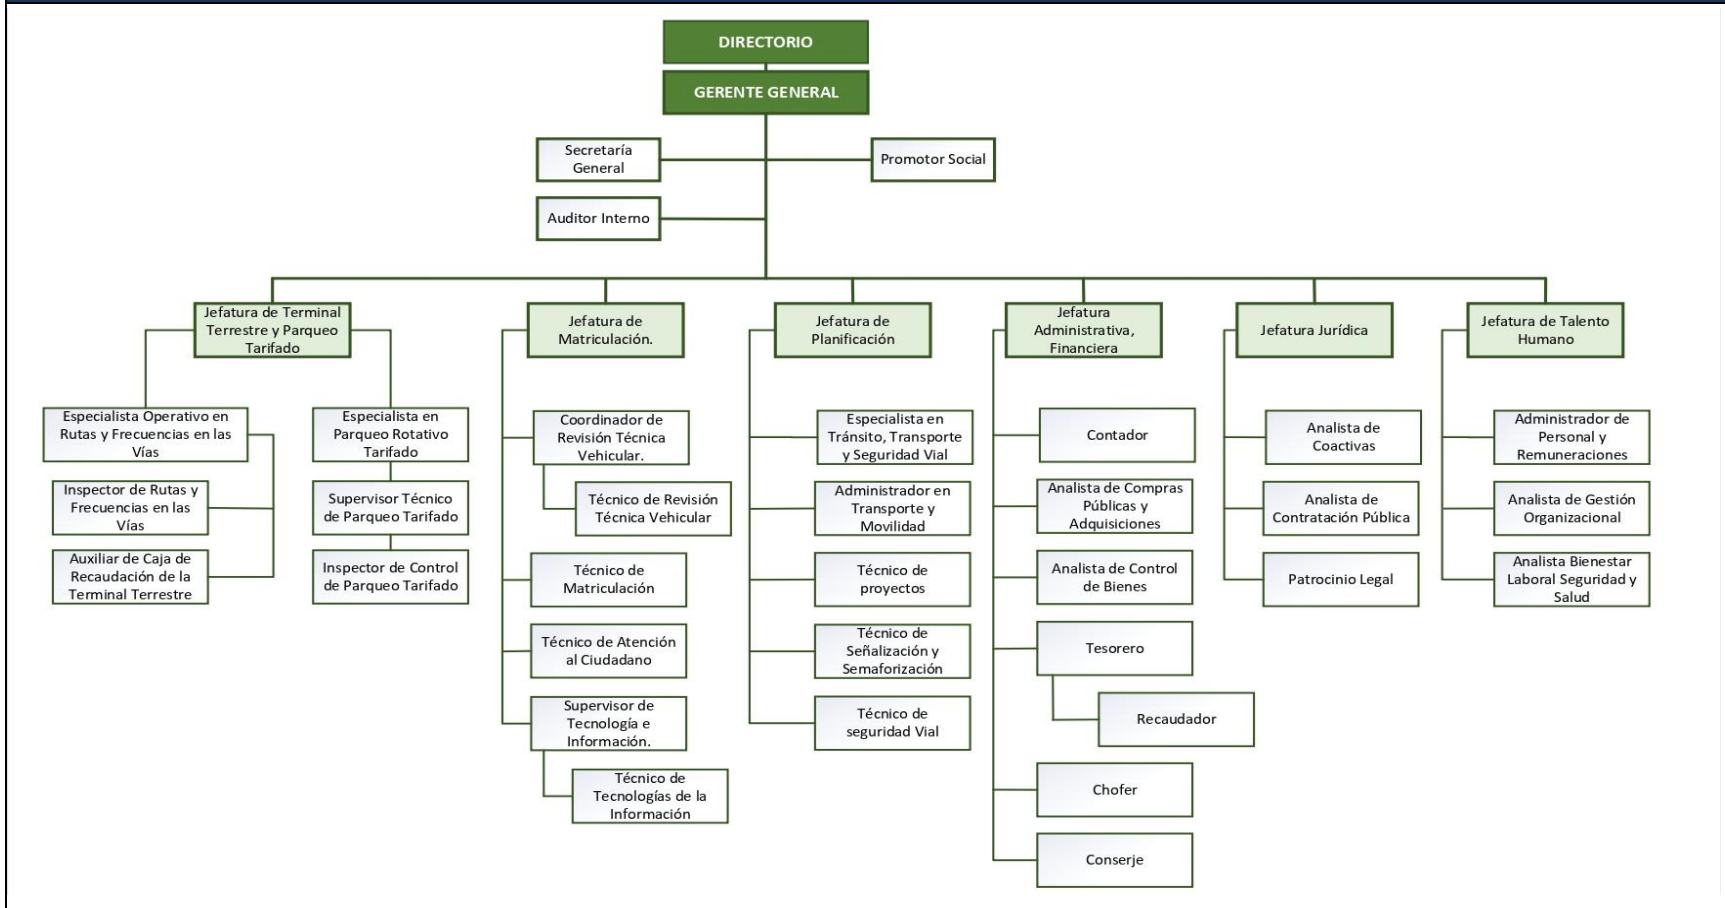 DIRECTORIO
GERENTE GENERAL
Secretaría
General
Promotor Social
Auditor Interno
Jefatura de Terminal
Terrestre y Parqueo
Tarifado
Jefatura de
Matriculación.
Jefatura de
Planificación
Jefatura
Administrativa,
Financiera
Jefatura Jurídica
Jefatura de Talento
Humano
Especialista Operativo en
Rutas y Frecuencias en las
Vías
Inspector de Rutas y
Frecuencias en las
Vías
Auxiliar de Caja de
Recaudación de la
Terminal Terrestre
Especialista en
Parqueo Rotativo
Tarifado
Supervisor Técnico
de Parqueo Tarifado
Inspector de Control
de Parqueo Tarifado
Coordinador de
Revisión Técnica
Vehicular.
Técnico de Revisión
Técnica Vehicular
Técnico de
Matriculación
Técnico de Atención
al Ciudadano
Supervisor de
Tecnología e
Información.
Técnico de
Tecnologías de la
Información
Especialista en
Tránsito, Transporte
y Seguridad Vial
Administrador en
Transporte y
Movilidad
Técnico de
proyectos
Técnico de
Señalización y
Semaforización
Técnico de
seguridad Vial
Contador
Analista de Compras
Públicas y
Adquisiciones
Analista de Control
de Bienes
Tesorero
Recaudador
Chofer
Conserje
Analista de
Coactivas
Analista de
Contratación Pública
Patrocinio Legal
Administrador de
Personal y
Remuneraciones
Analista de Gestión
Organizacional
Analista Bienestar
Laboral Seguridad y
Salud